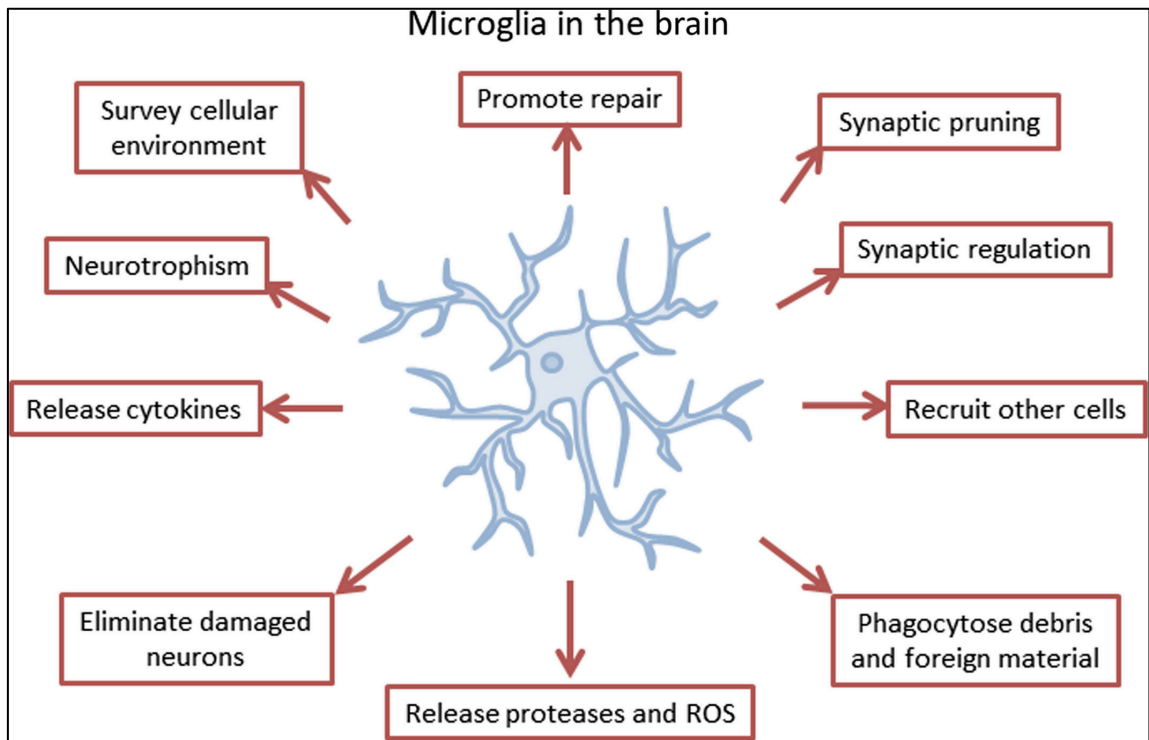 Microglia in the brain
Survey cellular
environment
Promote repair
Synaptic pruning
Neurotrophism
Synaptic regulation
Release cytokines
Recruit other cells
Eliminate damaged
neurons
Release proteases and ROS
Phagocytose debris
and foreign material